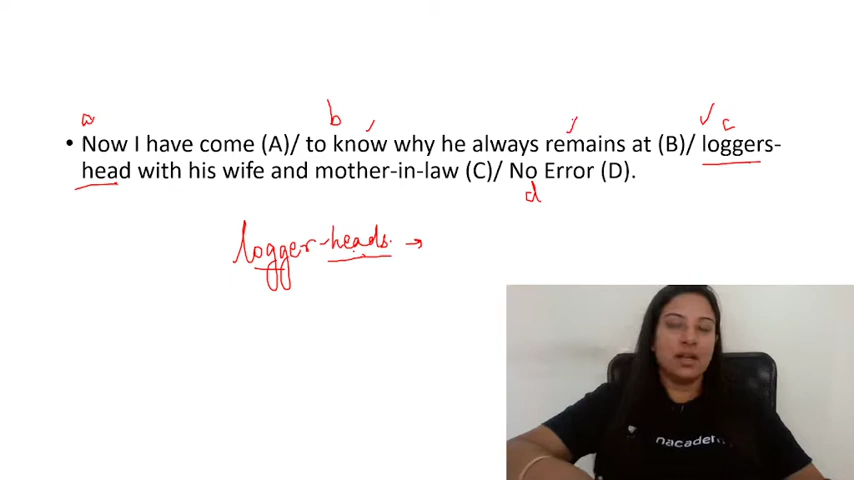 a b c
• Now I have come (A)/ to know why he always remains at (B)/ loggers-
head with his wife and mother-in-law (C)/ No Error (D).
d
logger-heads. →
nacadem